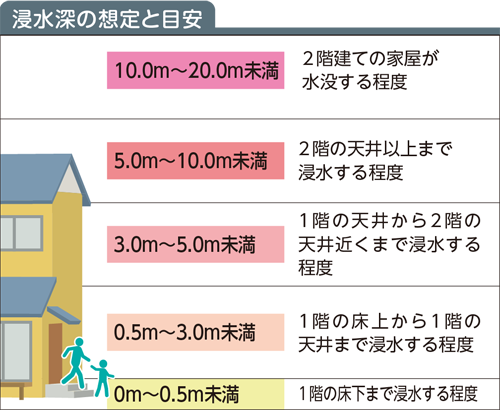 浸水深の想定と目安
10.0m～20.0m未満
2階建ての家屋が
水没する程度
5.0m～10.0m未満
2階の天井以上まで
浸水する程度
3.0m～5.0m未満
1階の天井から2階の
天井近くまで浸水する
程度
0.5m～3.0m未満
1階の床上から1階の
天井まで浸水する程度
0m～0.5m未満
1階の床下まで浸水する程度